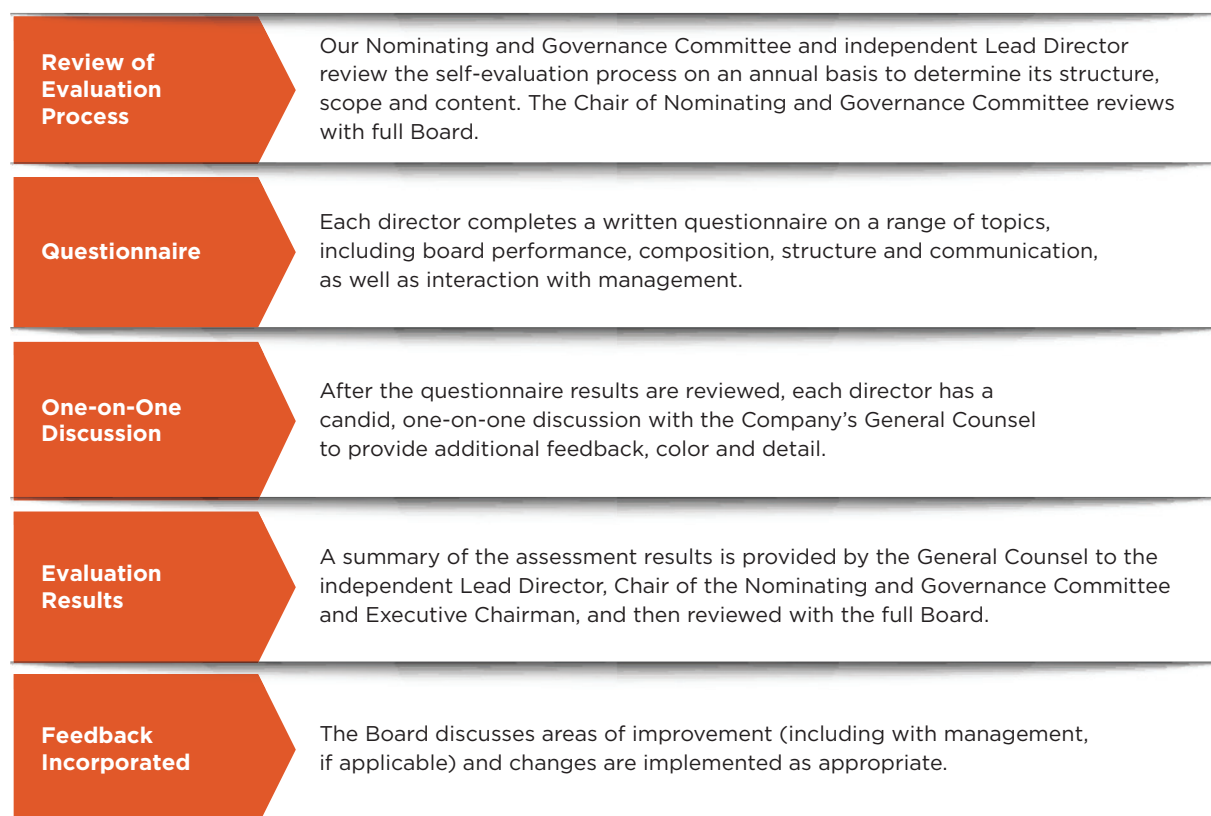 Review of
Evaluation
Process
Our Nominating and Governance Committee and independent Lead Director
review the self-evaluation process on an annual basis to determine its structure,
scope and content. The Chair of Nominating and Governance Committee reviews
with full Board.
Questionnaire
Each director completes a written questionnaire on a range of topics,
including board performance, composition, structure and communication,
as well as interaction with management.
One-on-One
Discussion
After the questionnaire results are reviewed, each director has a
candid, one-on-one discussion with the Company’s General Counsel
to provide additional feedback, color and detail.
Evaluation
Results
A summary of the assessment results is provided by the General Counsel to the
independent Lead Director, Chair of the Nominating and Governance Committee
and Executive Chairman, and then reviewed with the full Board.
Feedback
Incorporated
The Board discusses areas of improvement (including with management,
if applicable) and changes are implemented as appropriate.